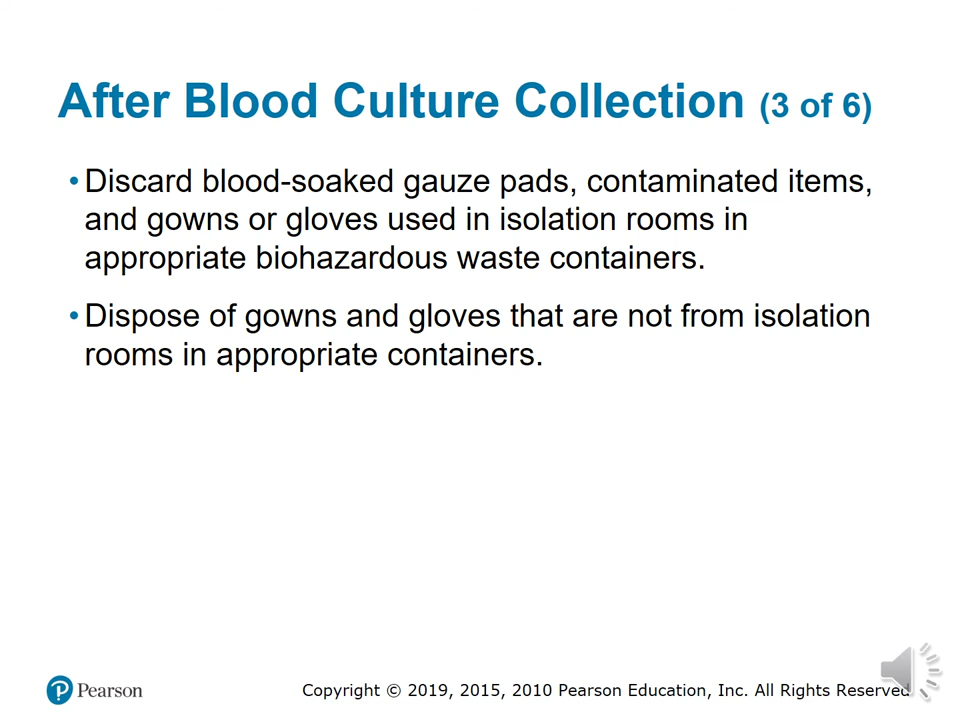 After Blood Culture Collection (3 of 6)
•Discard blood-soaked gauze pads, contaminated items,
and gowns or gloves used in isolation rooms in
appropriate biohazardous waste containers.
•Dispose of gowns and gloves that are not from isolation
rooms in appropriate containers.
Pearson
Copyright © 2019, 2015, 2010 Pearson Education, Inc. All Rights Reserved